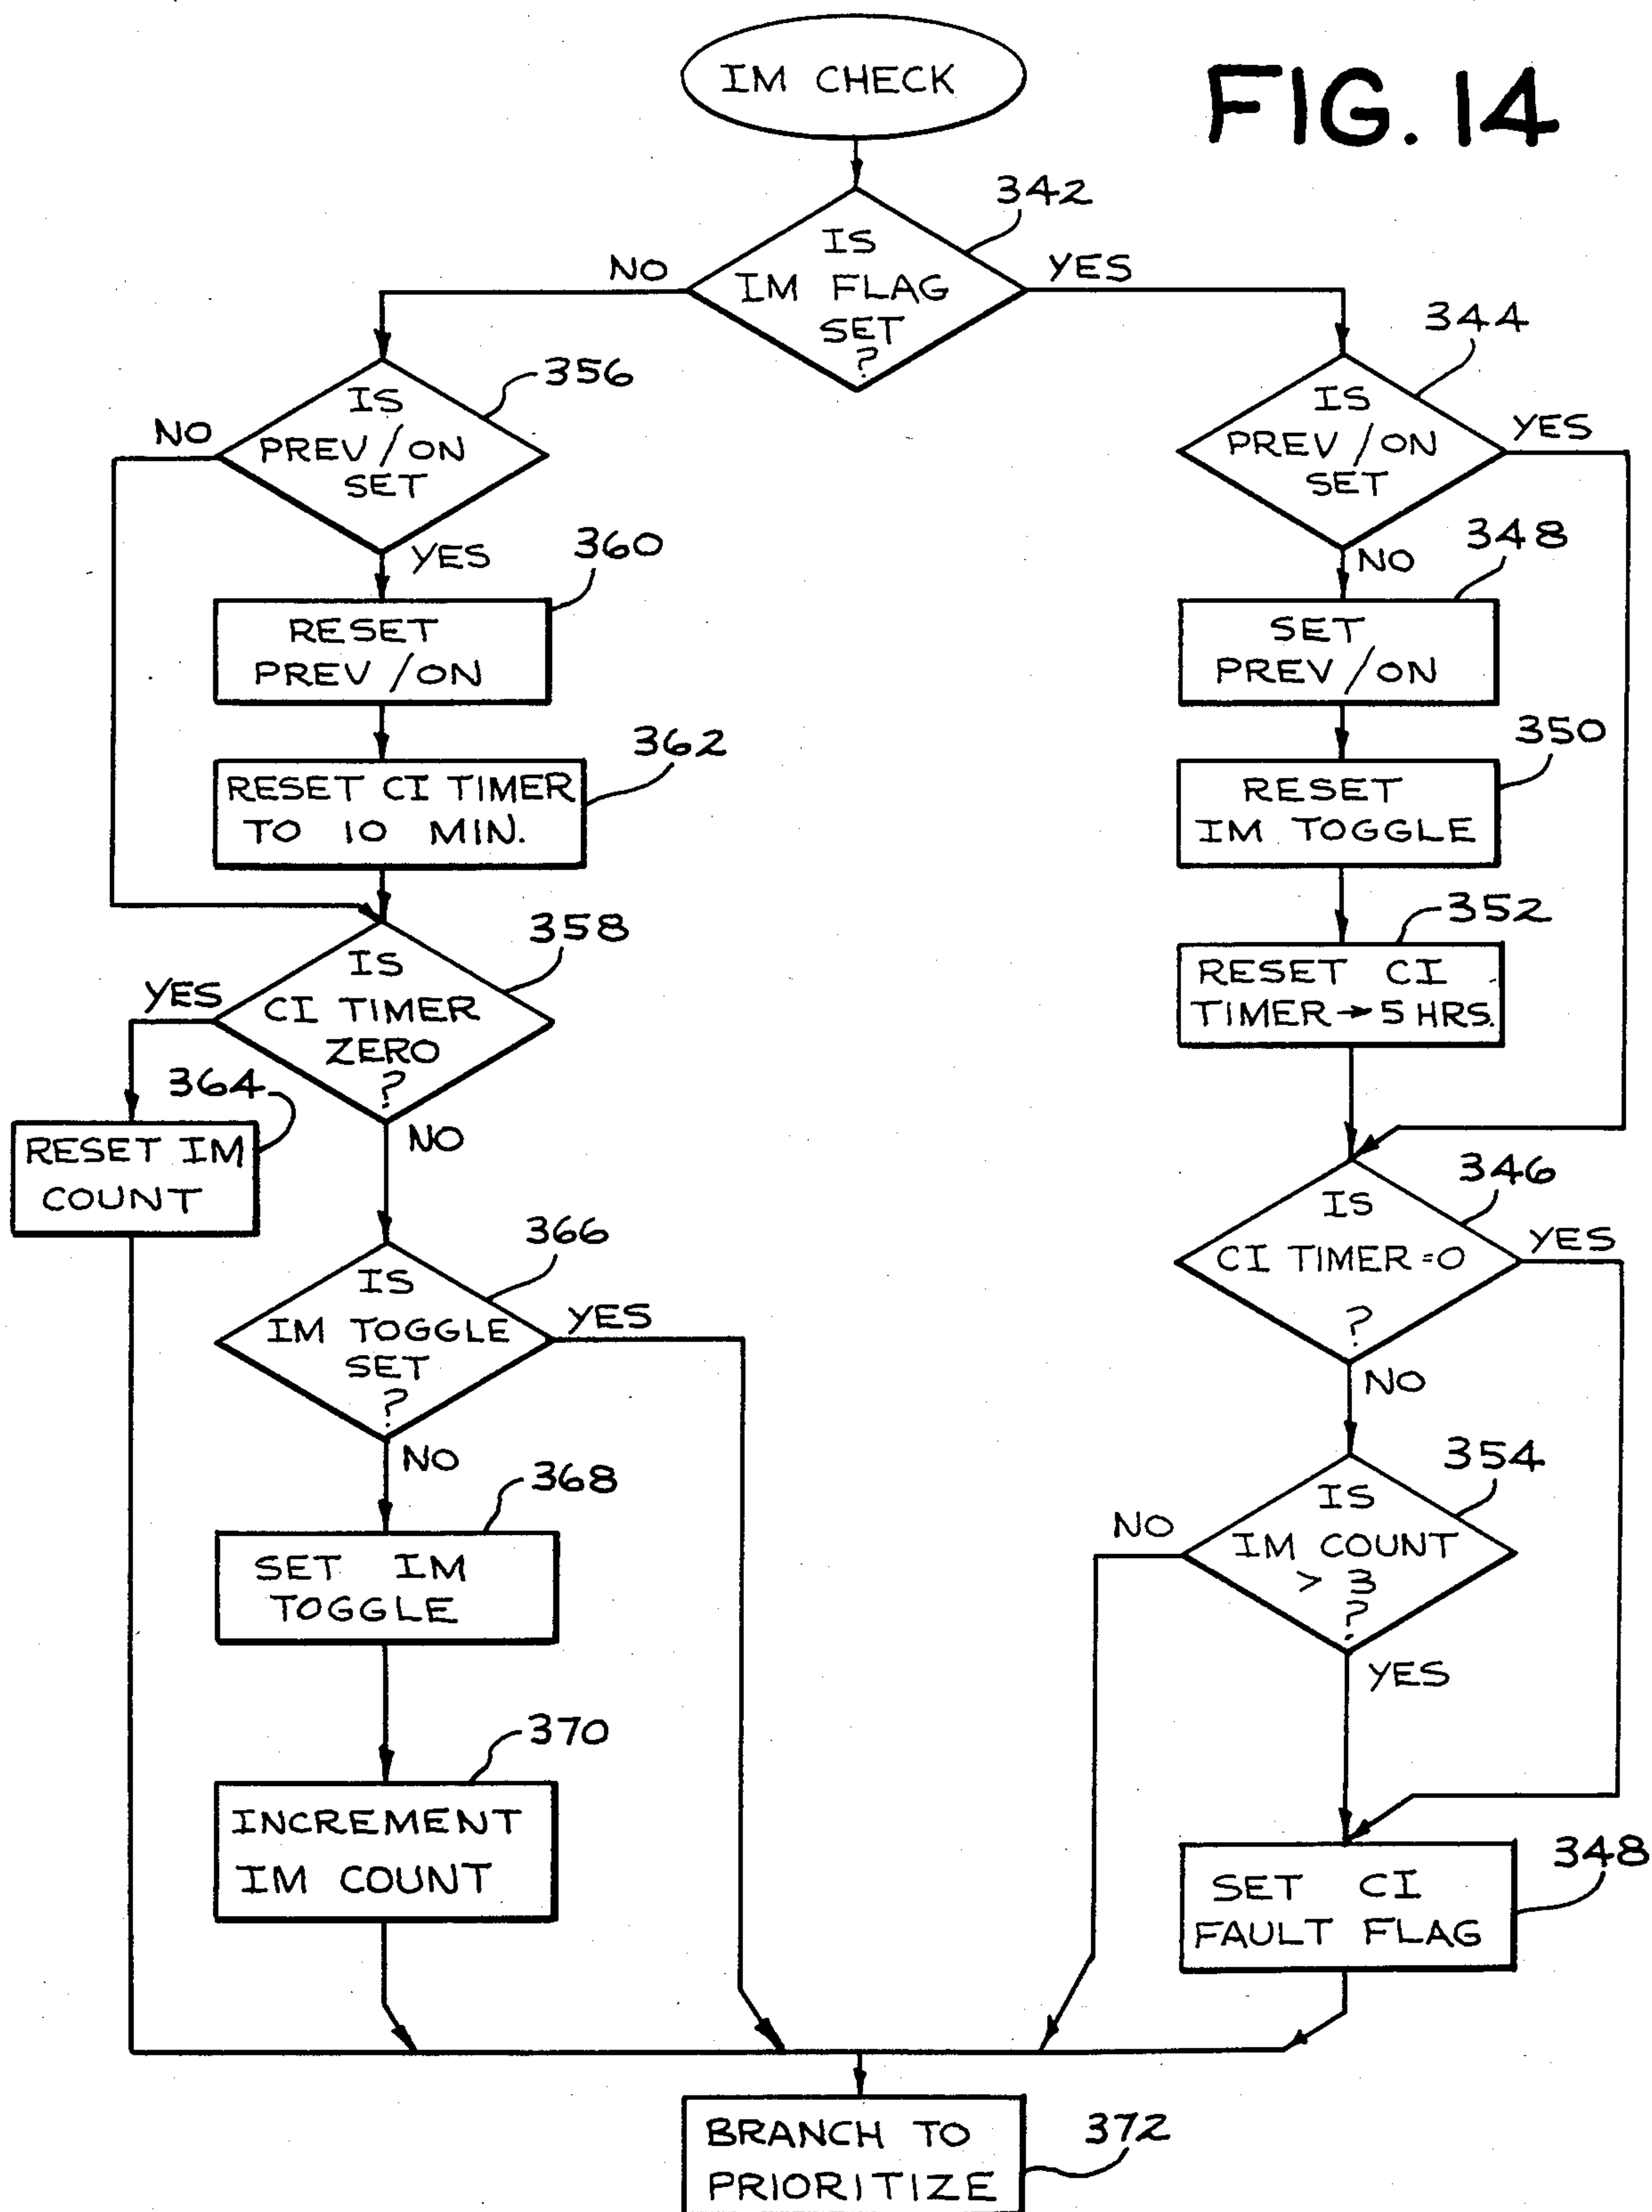 IM CHECK
FIG. 14
342
IS
IM FLAG
SET
?
NO
YES
344
356
IS
PREV/ON
SET
NO
YES
IS
PREV/ON
SET
YES
NO
360
RESET
PREV/ON
348
SET
PREV/ON
362
RESET CI TIMER
TO 10 MIN.
350
RESET
IM TOGGLE
358
IS
CI TIMER
ZERO
?
YES
NO
352
RESET CI
TIMER→5 HRS.
364
RESET IM
COUNT
346
IS
CI TIMER=0
?
YES
NO
366
IS
IM TOGGLE
SET
?
YES
NO
354
IS
IM COUNT
> 3
?
NO
YES
368
SET IM
TOGGLE
370
INCREMENT
IM COUNT
348
SET CI
FAULT FLAG
372
BRANCH TO
PRIORITIZE